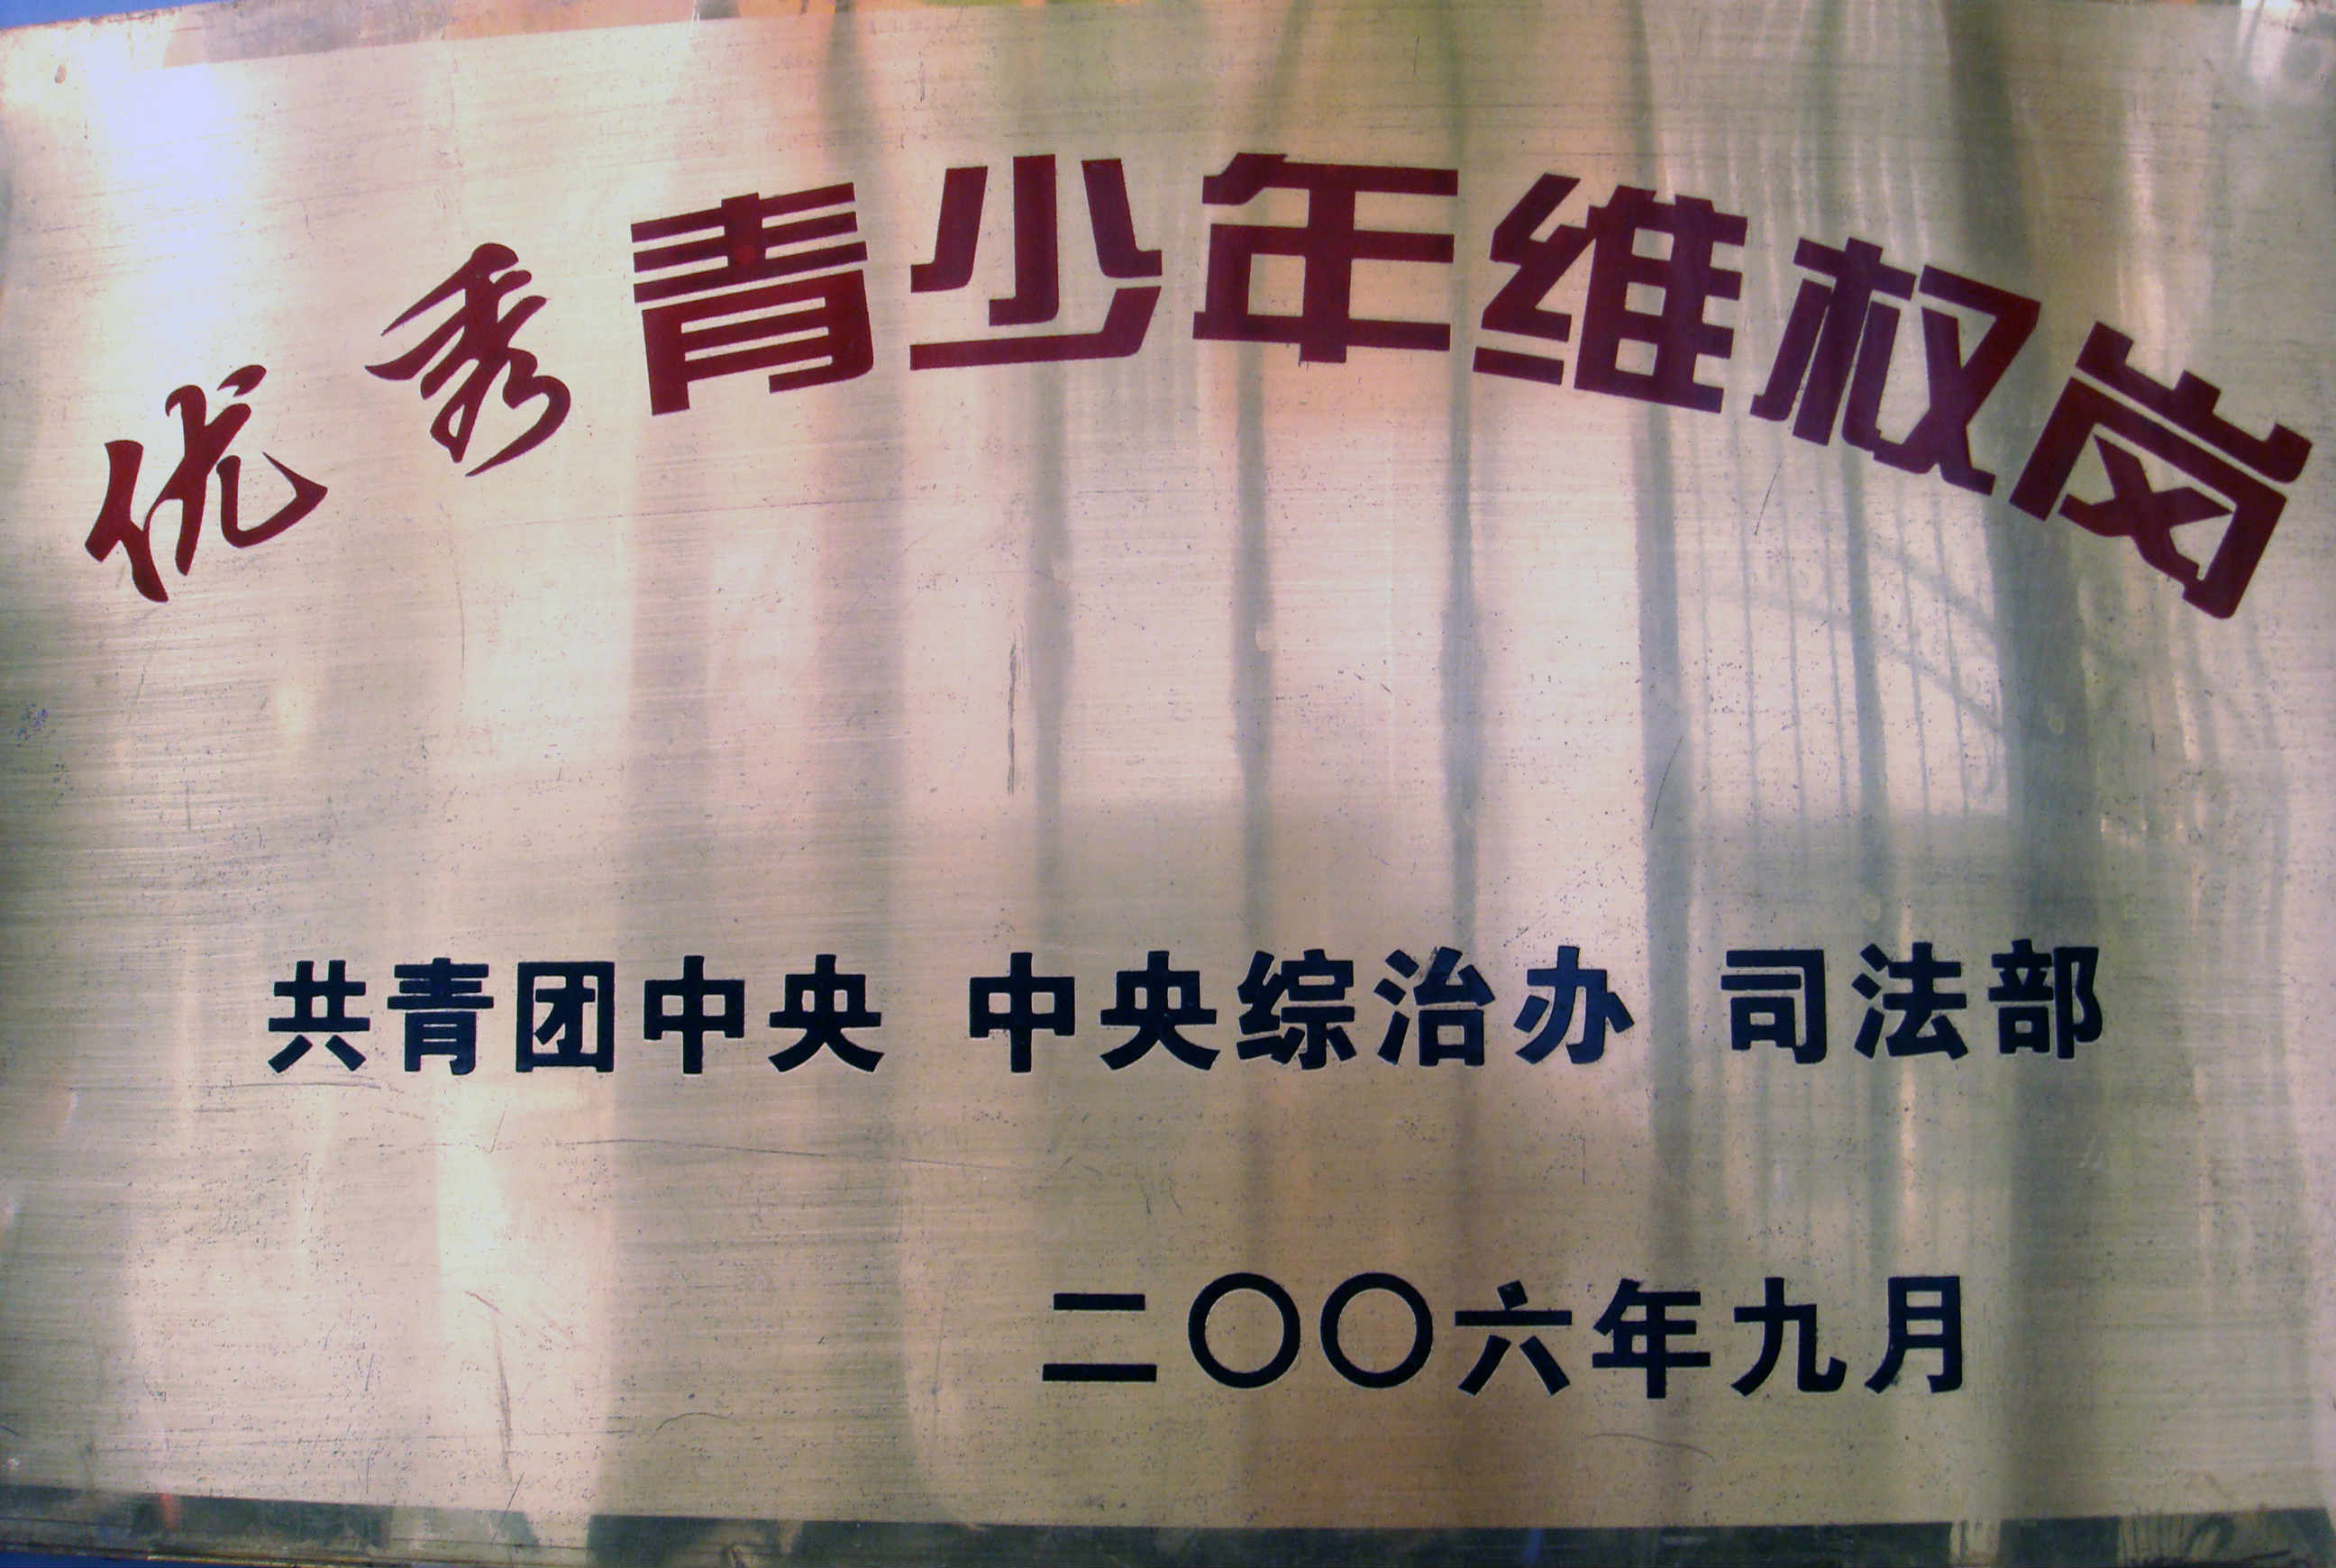 优秀青少年维权岗
共青团中央 中央综治办 司法部
二〇〇六年九月